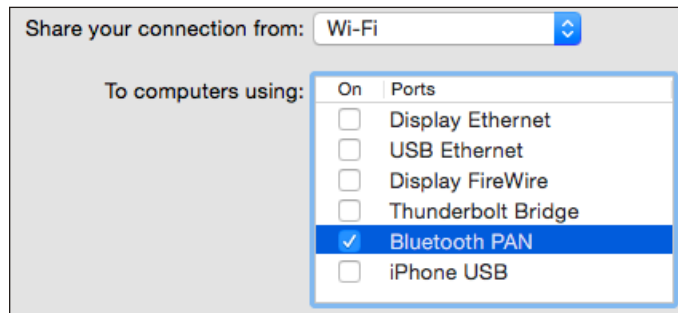 Share your connection from: Wi-Fi
To computers using: On Ports
Display Ethernet
USB Ethernet
Display FireWire
Thunderbolt Bridge
Bluetooth PAN
iPhone USB